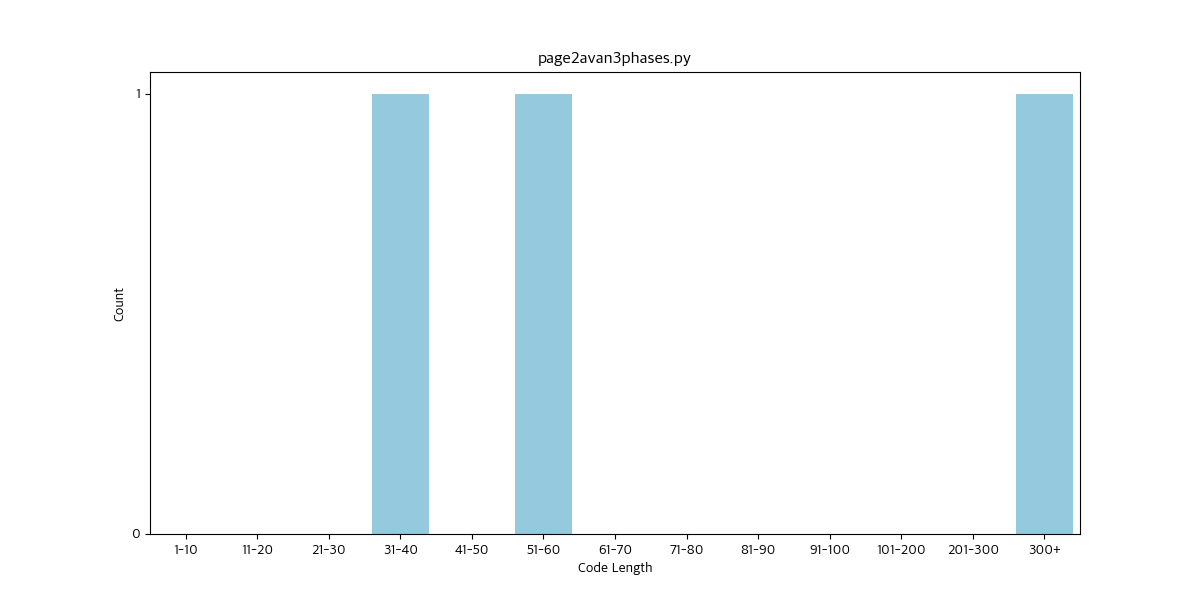 page2avan3phases.py
1
Count
0
1-10 11-20 21-30 31-40 41-50 51-60 61-70 71-80 81-90 91-100 101-200 201-300 300+
Code Length